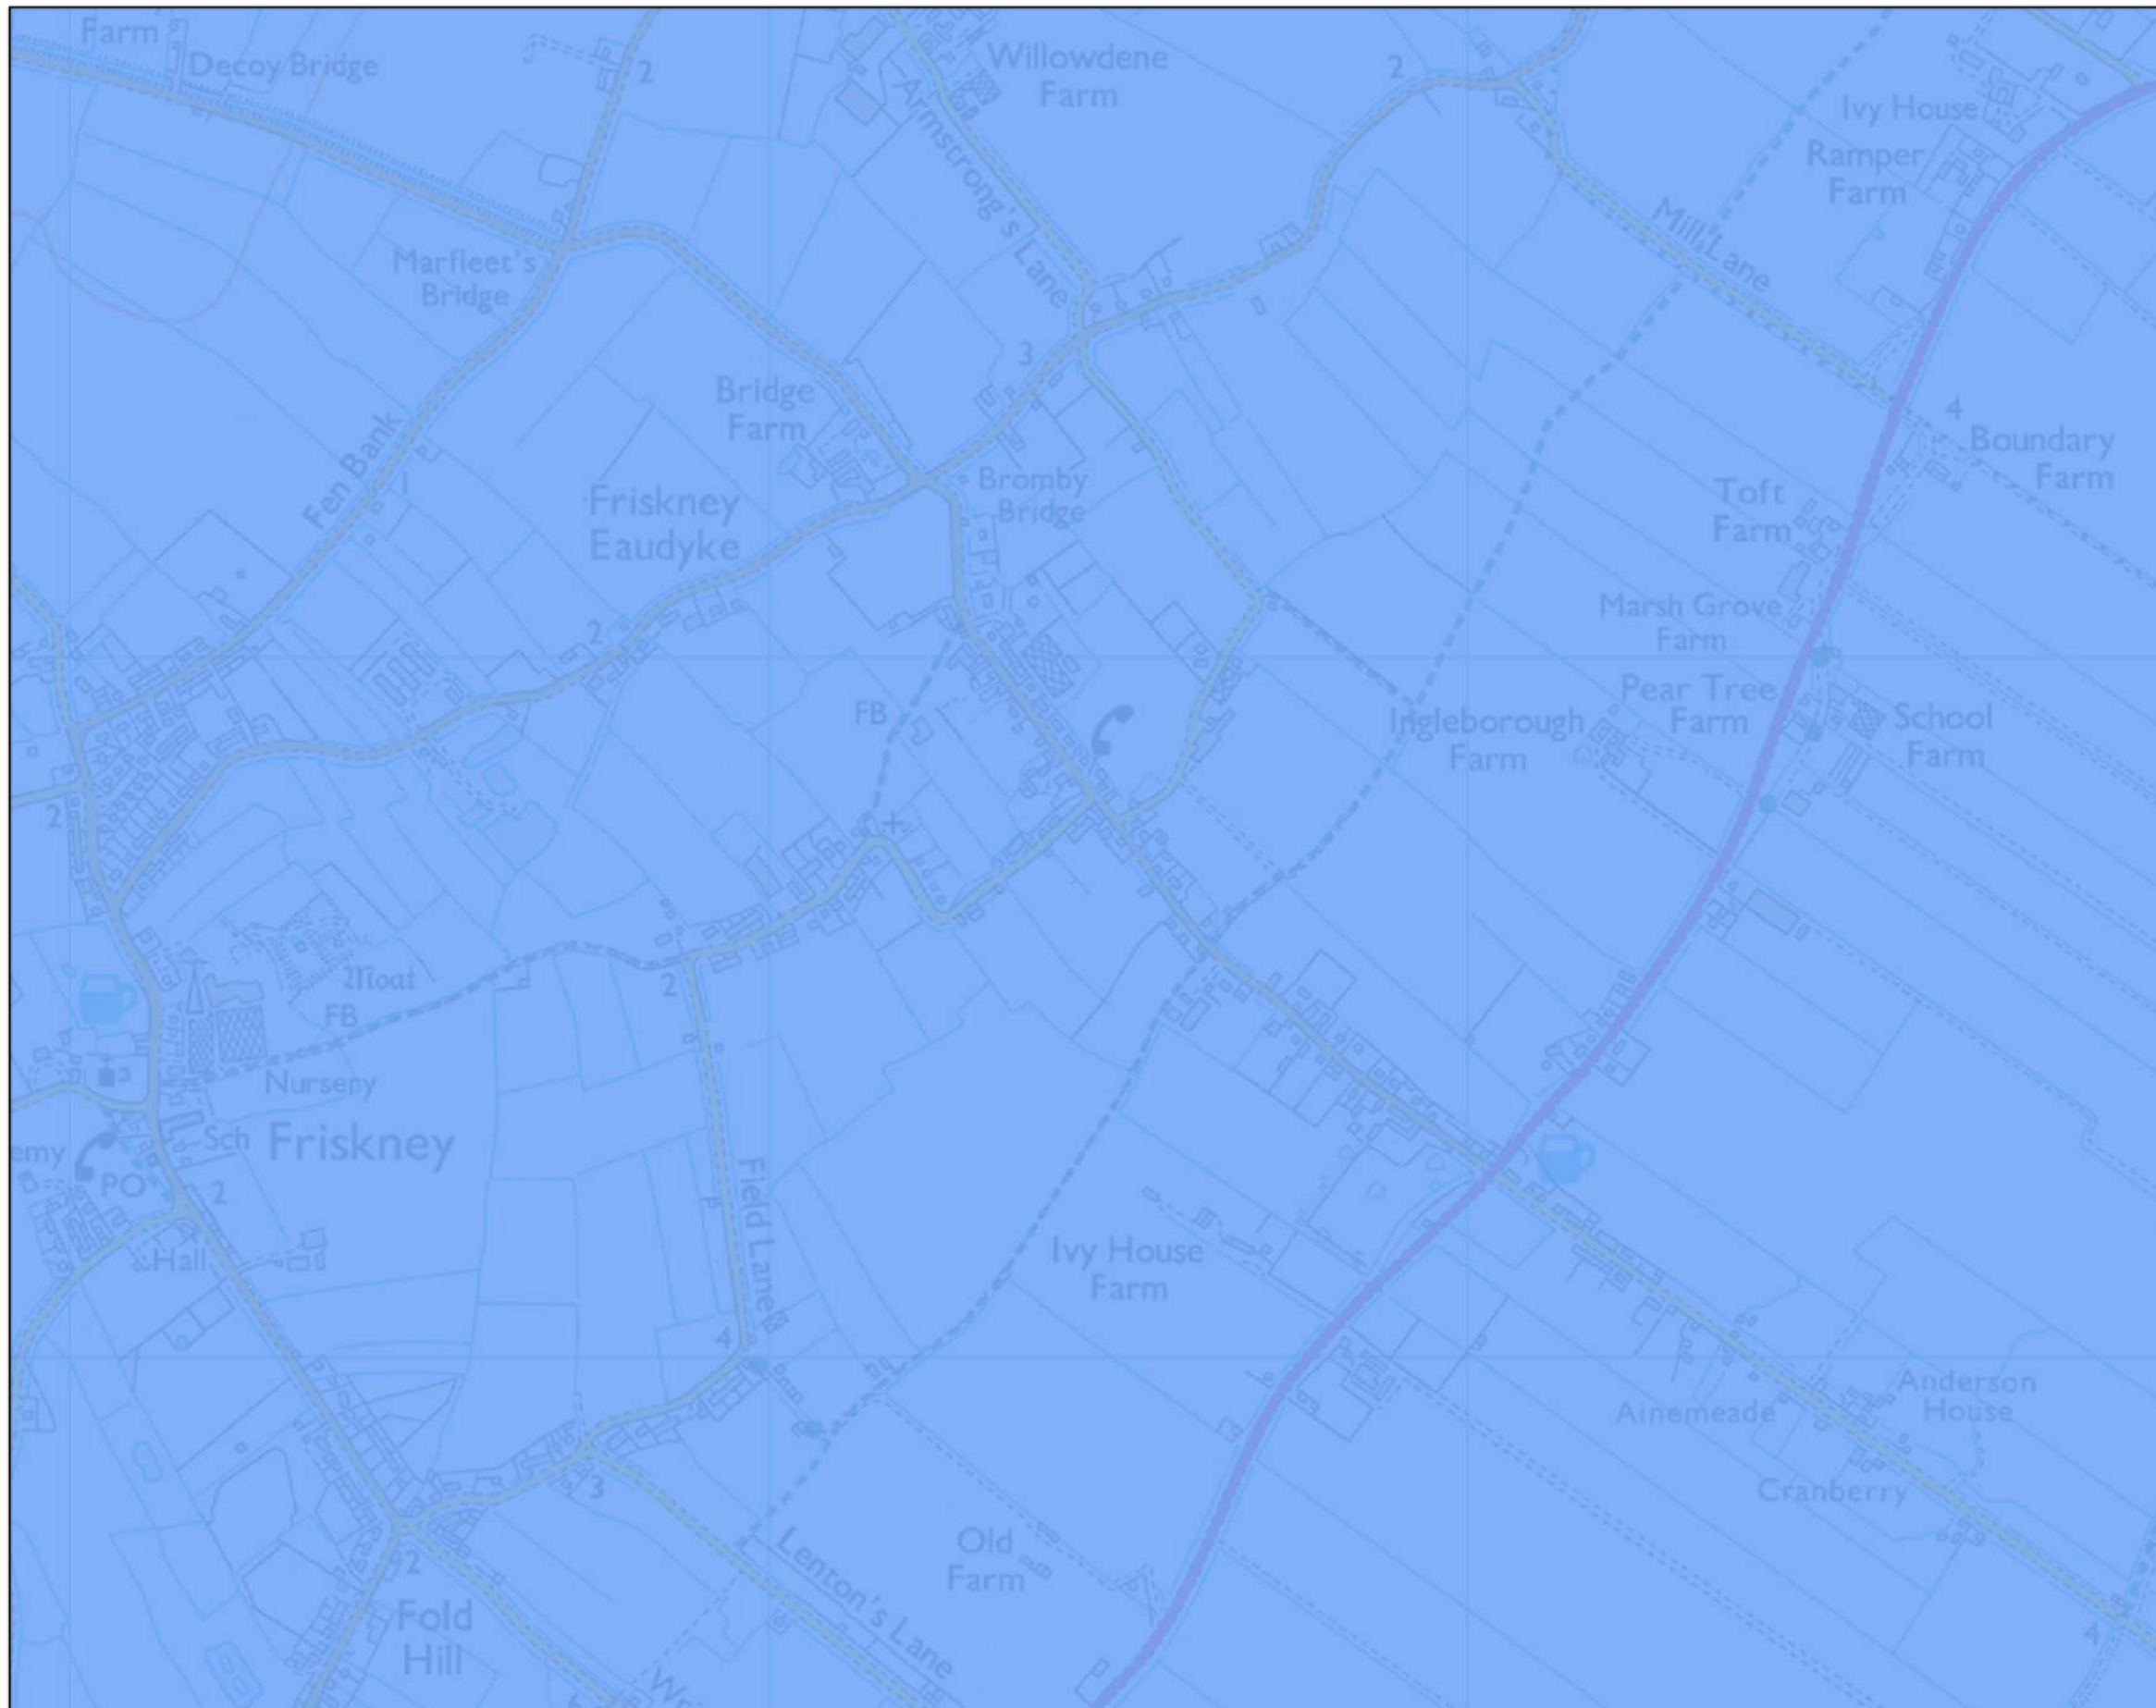 Farm
Decoy Bridge
2
Willowdene
Farm
2
Ivy House
Ramper
Farm
Armstrong's Lane
Mill Lane
Marfleet's
Bridge
3
Bridge
Farm
4
Boundary
Farm
Fen Bank
1
Bromby
Bridge
Friskney
Eaudyke
Toft
Farm
2
Marsh Grove
Farm
FB
Pear Tree
Farm
Ingleborough
Farm
School
Farm
2
Moat
FB
2
Nursery
Sch
Friskney
emy
PO
2
Hall
Field Lane
Ivy House
Farm
4
Anderson
House
Ainemeade
3
Cranberry
Old
Farm
2
Lenton's Lane
Fold
Hill
4